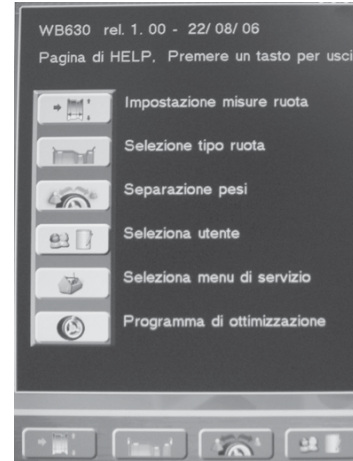 WB630 rel. 1. 00 - 22/ 08/ 06
Pagina di HELP, Premere un tasto per usci
Impostazione misure ruota
Selezione tipo ruota
Separazione pesi
Seleziona utente
Seleziona menu di servizio
Programma di ottimizzazione